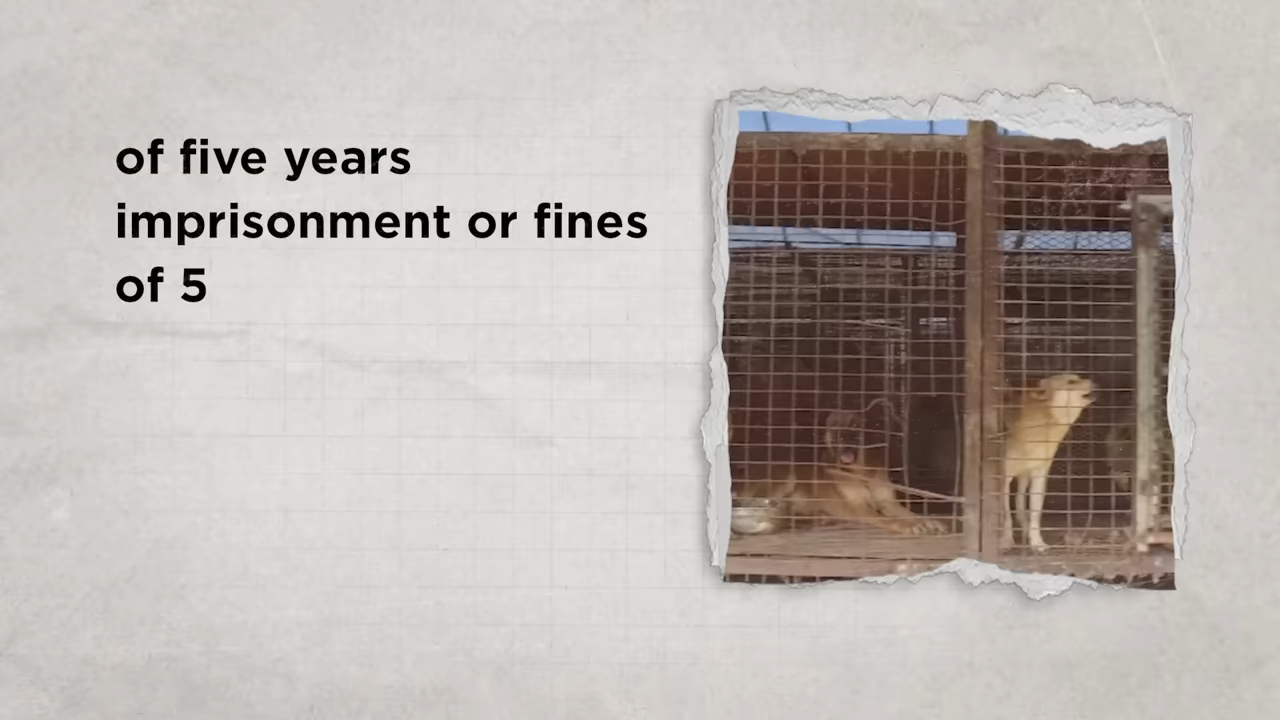 of five years
imprisonment or fines
of 5